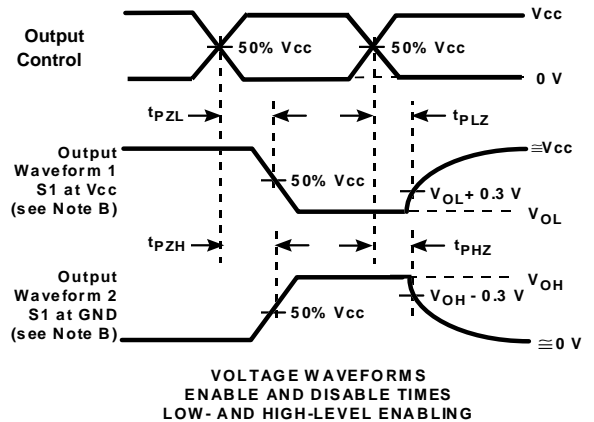 Output
Control
50% Vcc
50% Vcc
Vcc
0 V
tPZL
tPLZ
Output
Waveform 1
S1 at Vcc
(see Note B)
50% Vcc
≅Vcc
VOL+ 0.3 V
VOL
tPZH
tPHZ
Output
Waveform 2
S1 at GND
(see Note B)
50% Vcc
VOH
VOH - 0.3 V
≅0 V
VOLTAGE WAVEFORMS
ENABLE AND DISABLE TIMES
LOW- AND HIGH-LEVEL ENABLING